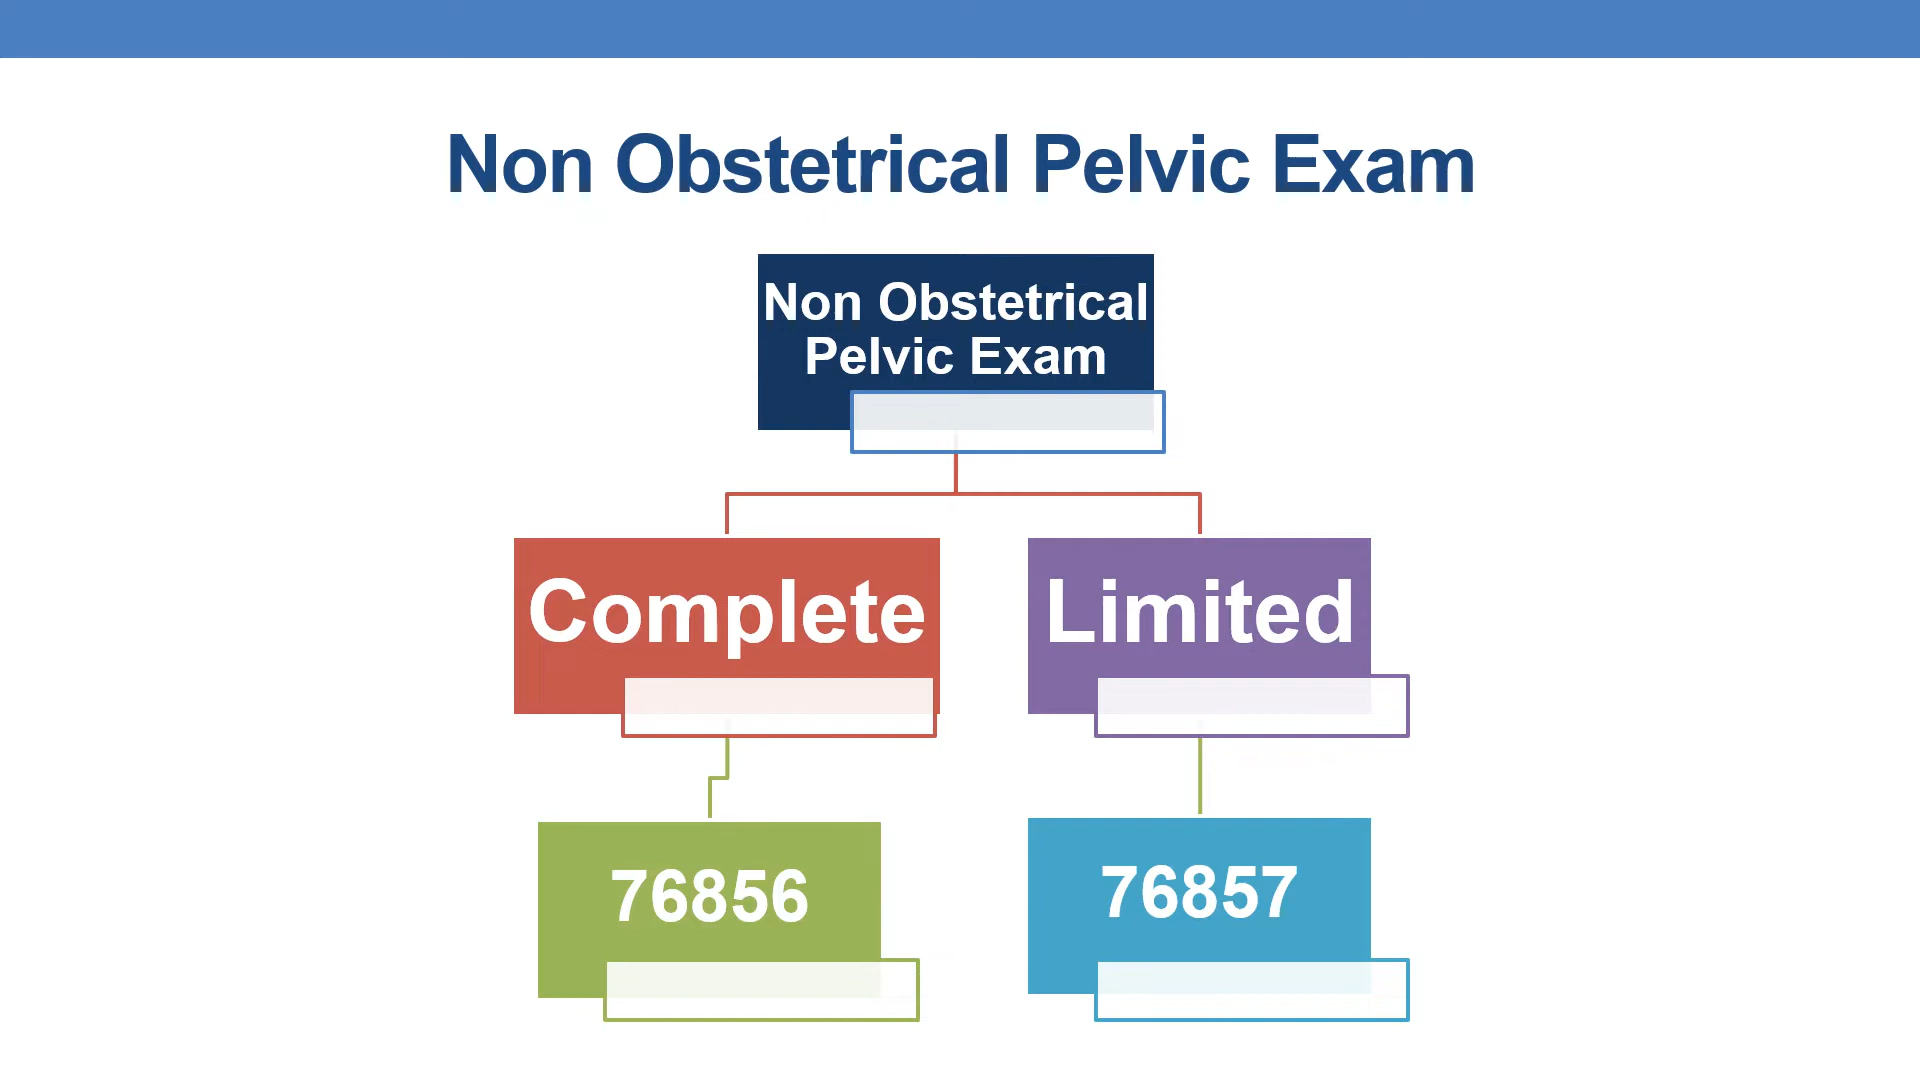 Non Obstetrical Pelvic Exam
Non Obstetrical
Pelvic Exam
Complete
Limited
76856
76857